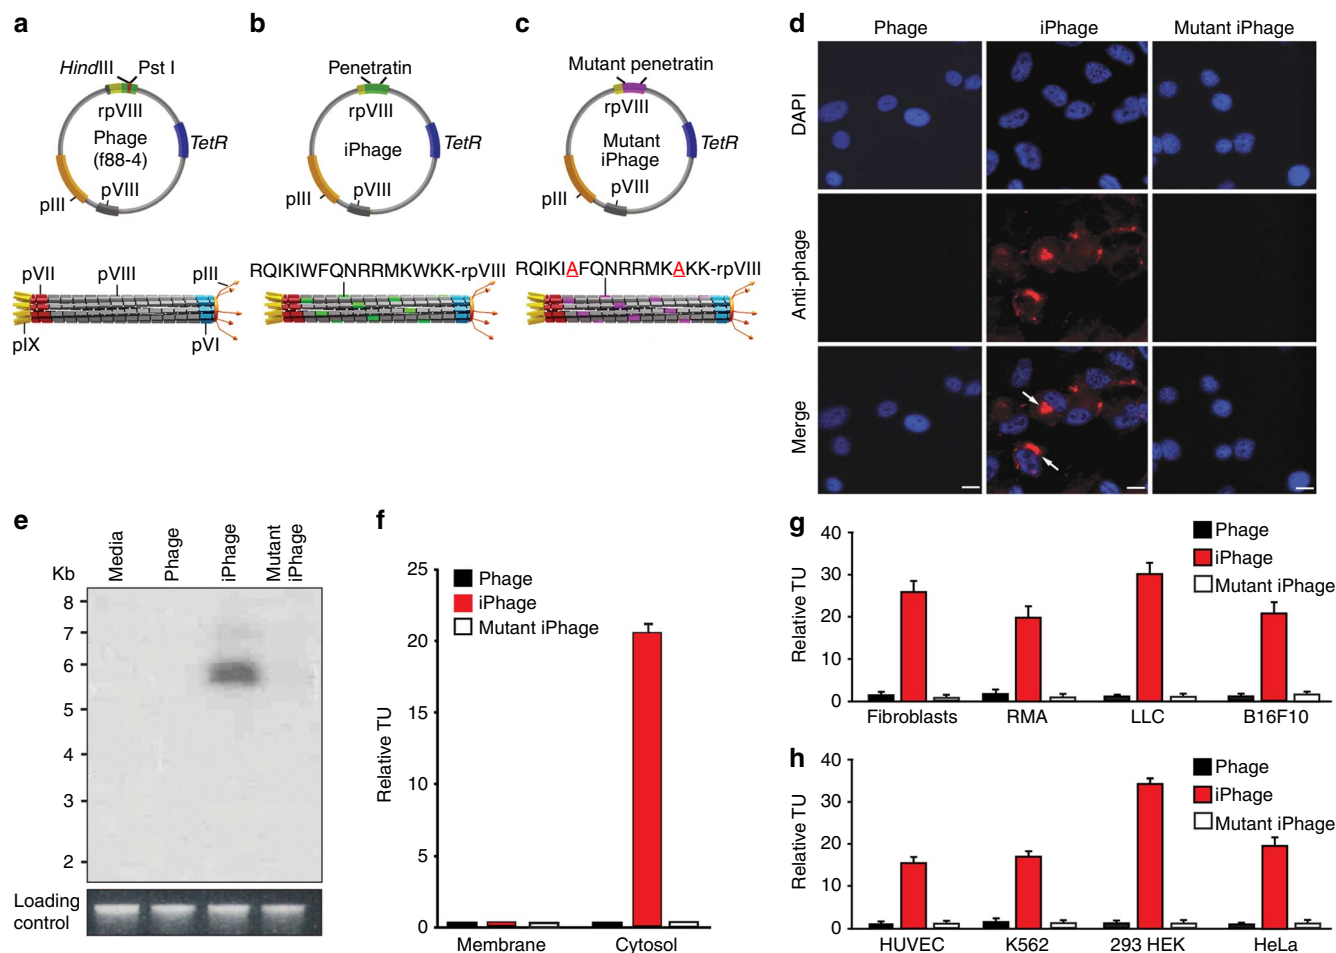 a
HindIII
Pst I
rpVIII
Phage
(f88-4)
TetR
pIII
pVIII
pVII
pVIII
pIII
pIX
pVI
b
Penetratin
rpVIII
iPhage
TetR
pIII
pVIII
RQIKIWFQNRRMKWKK-rpVIII
c
Mutant penetratin
rpVIII
Mutant
iPhage
TetR
pIII
pVIII
RQIKIAFQNRRMKAKK-rpVIII
d
Phage
iPhage
Mutant iPhage
DAPI
Anti-phage
Merge
e
Kb
Media
Phage
iPhage
Mutant
iPhage
8
7
6
5
4
3
2
Loading
control
f
25
20
15
10
5
0
Relative TU
Phage
iPhage
Mutant iPhage
Membrane
Cytosol
g
40
30
20
10
0
Relative TU
Phage
iPhage
Mutant iPhage
Fibroblasts
RMA
LLC
B16F10
h
40
30
20
10
0
Relative TU
Phage
iPhage
Mutant iPhage
HUVEC
K562
293 HEK
HeLa